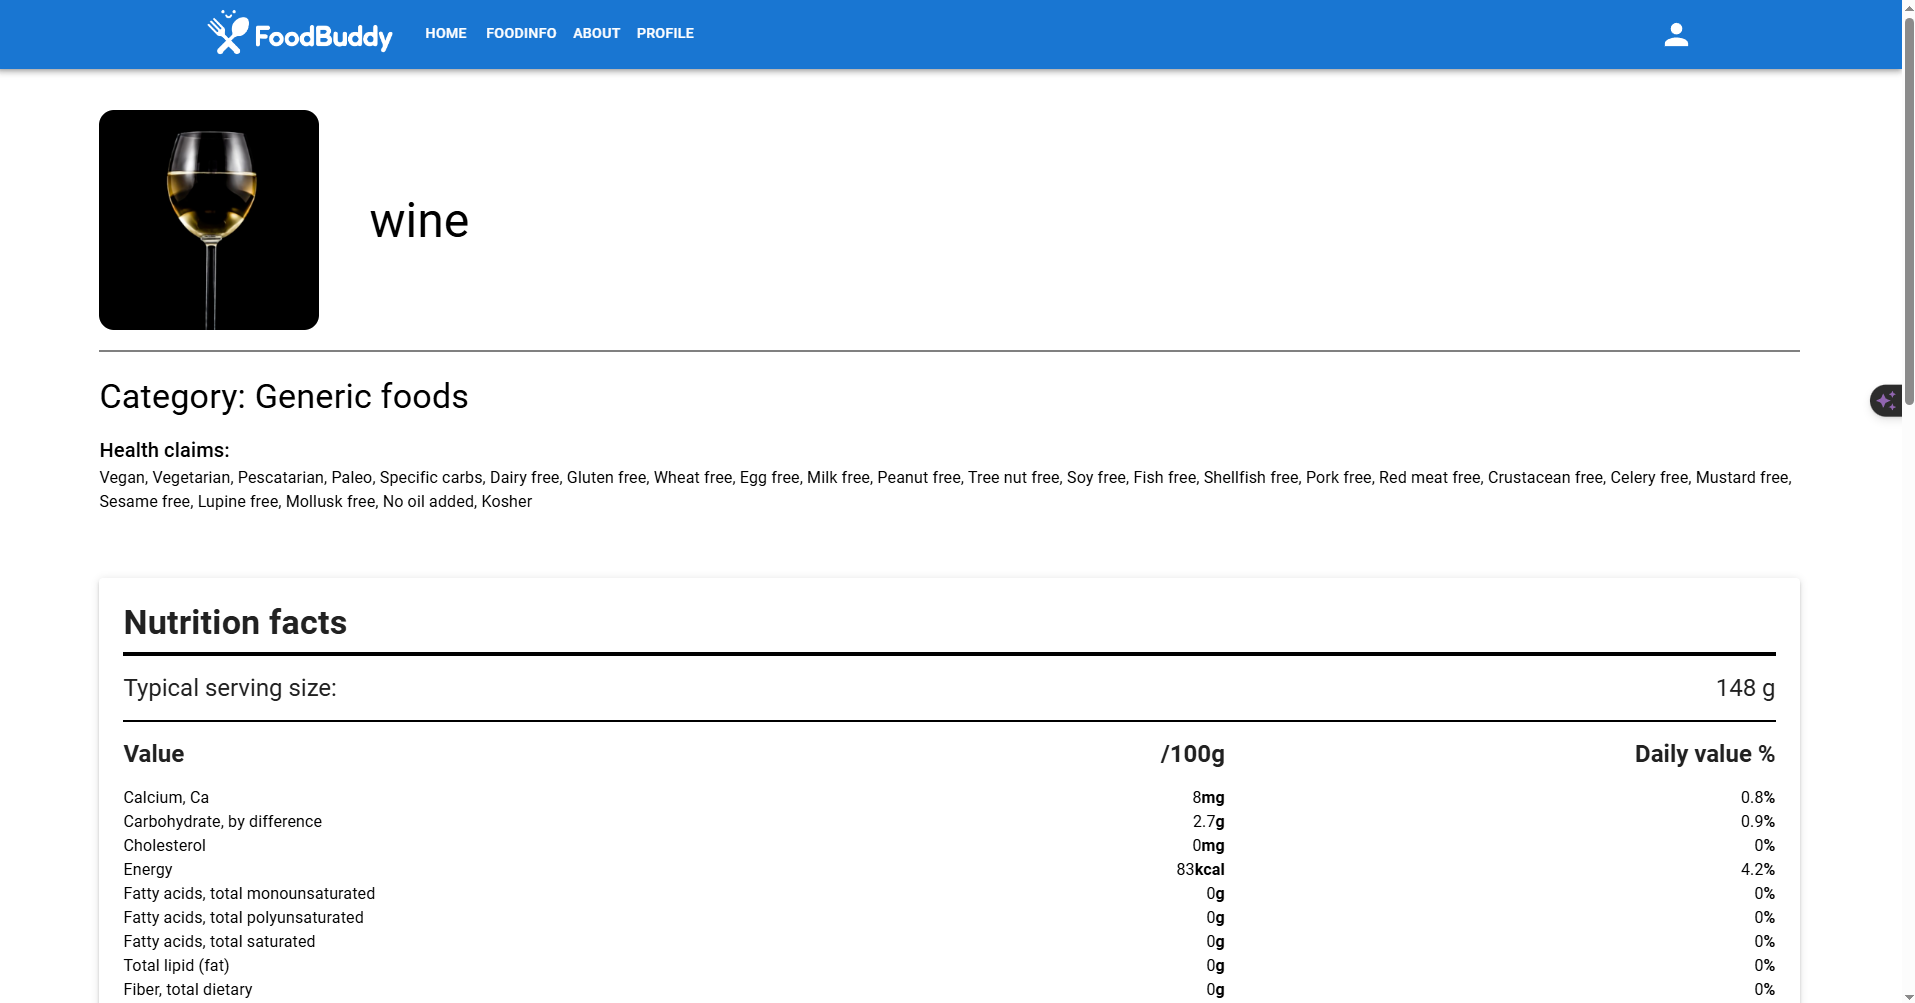 FoodBuddy HOME FOODINFO ABOUT PROFILE
wine
Category: Generic foods
Health claims:
Vegan, Vegetarian, Pescatarian, Paleo, Specific carbs, Dairy free, Gluten free, Wheat free, Egg free, Milk free, Peanut free, Tree nut free, Soy free, Fish free, Shellfish free, Pork free, Red meat free, Crustacean free, Celery free, Mustard free,
Sesame free, Lupine free, Mollusk free, No oil added, Kosher
Nutrition facts
Typical serving size: 148 g
Value /100g Daily value %
Calcium, Ca 8mg 0.8%
Carbohydrate, by difference 2.7g 0.9%
Cholesterol 0mg 0%
Energy 83kcal 4.2%
Fatty acids, total monounsaturated 0g 0%
Fatty acids, total polyunsaturated 0g 0%
Fatty acids, total saturated 0g 0%
Total lipid (fat) 0g 0%
Fiber, total dietary 0g 0%